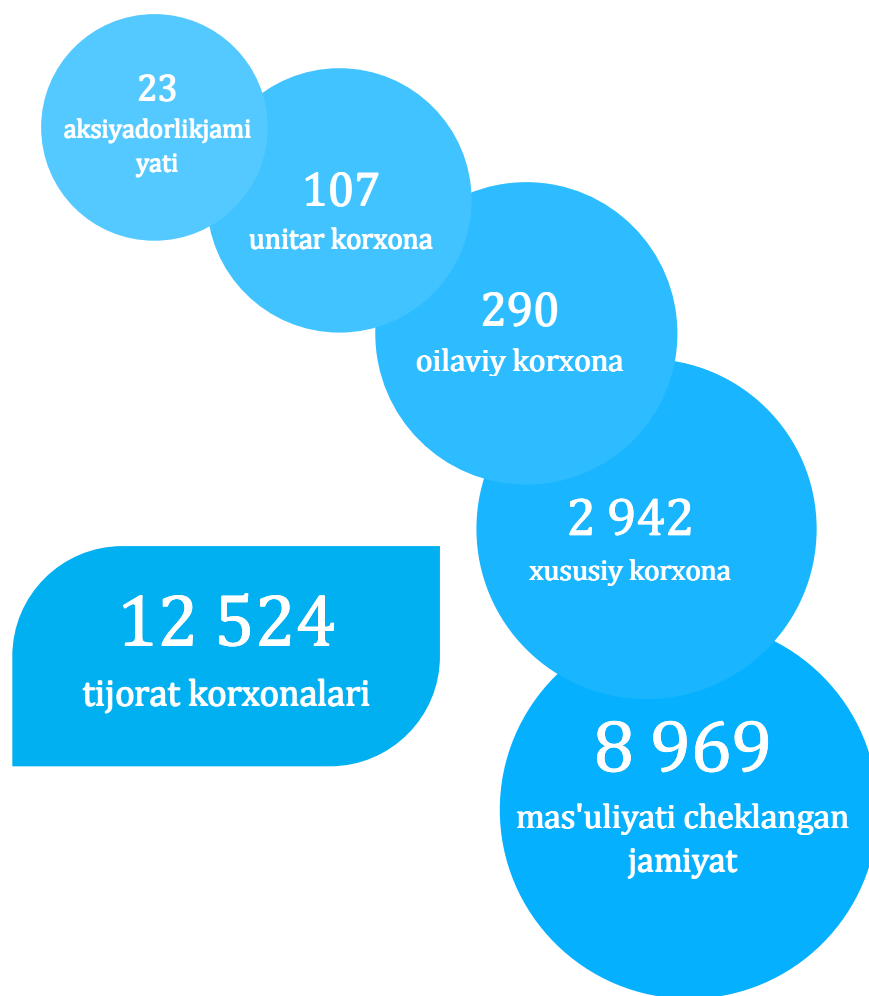 23
aksiyadorlikjami
yati
107
unitar korxona
290
oilaviy korxona
2 942
xususiy korxona
12 524
tijorat korxonalari
8 969
mas'uliyati cheklangan
jamiyat